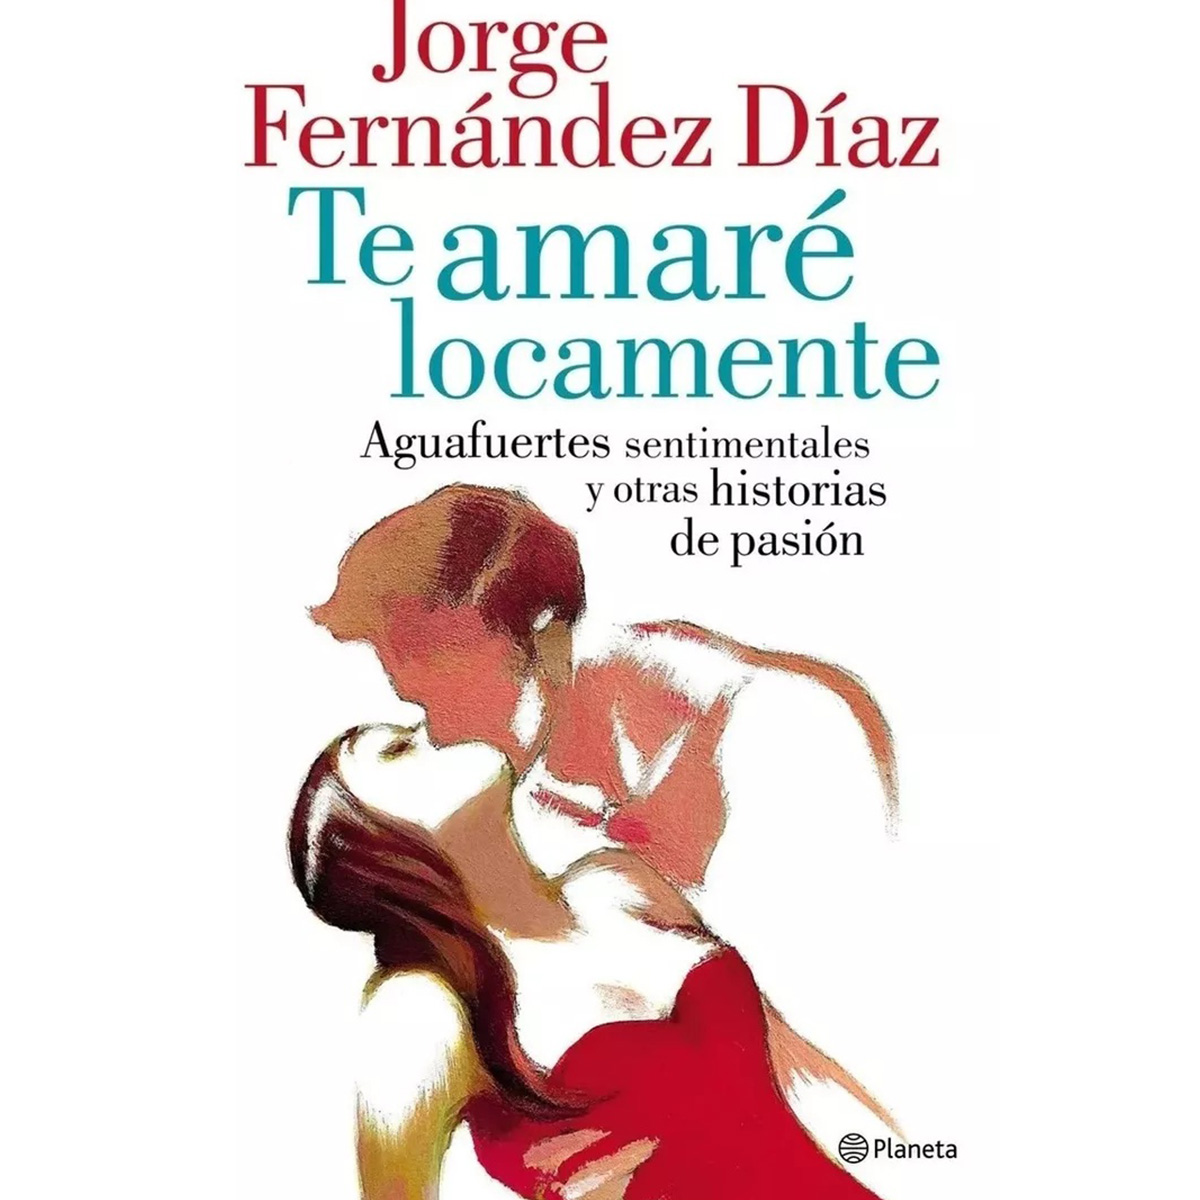 Jorge
Fernández Díaz
Te amaré
locamente
Aguafuertes sentimentales
y otras historias
de pasión
Planeta